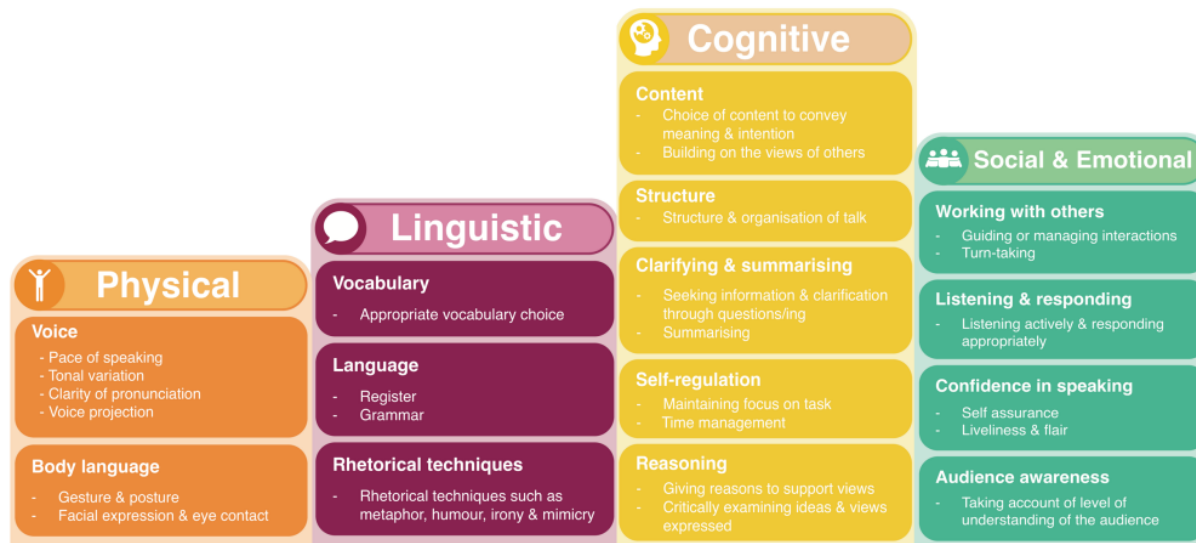 Physical
Voice
- Pace of speaking
- Tonal variation
- Clarity of pronunciation
- Voice projection
Body language
- Gesture & posture
- Facial expression & eye contact
Linguistic
Vocabulary
- Appropriate vocabulary choice
Language
- Register
- Grammar
Rhetorical techniques
- Rhetorical techniques such as
metaphor, humour, irony & mimicry
Cognitive
Content
- Choice of content to convey
meaning & intention
- Building on the views of others
Structure
- Structure & organisation of talk
Clarifying & summarising
- Seeking information & clarification
through questions/ing
- Summarising
Self-regulation
- Maintaining focus on task
- Time management
Reasoning
- Giving reasons to support views
- Critically examining ideas & views
expressed
Social & Emotional
Working with others
- Guiding or managing interactions
- Turn-taking
Listening & responding
- Listening actively & responding
appropriately
Confidence in speaking
- Self assurance
- Liveliness & flair
Audience awareness
- Taking account of level of
understanding of the audience